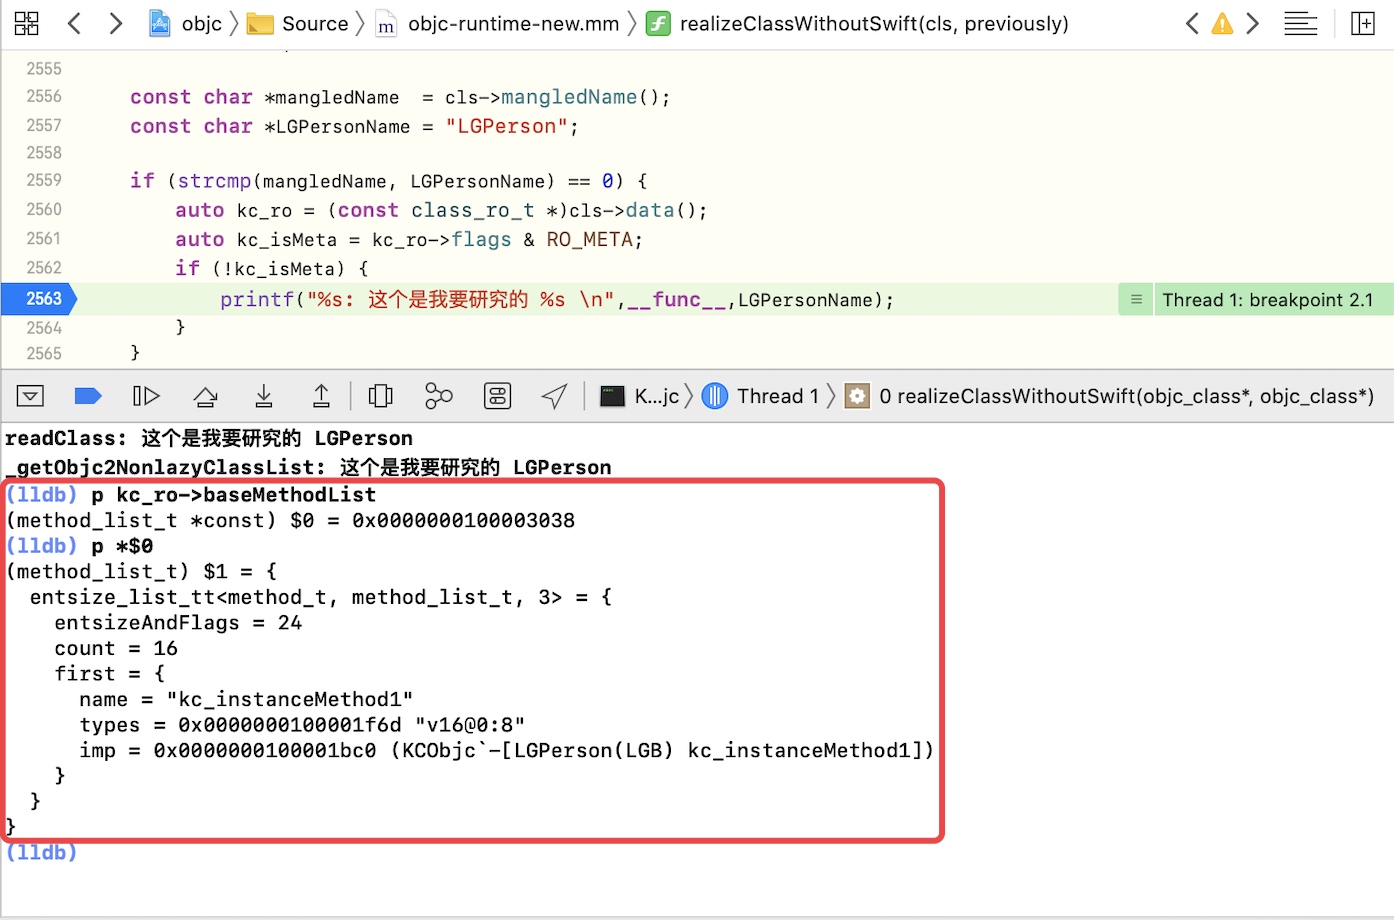 objc Source objc-runtime-new.mm realizeClassWithoutSwift(cls, previously)
2555
2556 const char *mangledName  = cls->mangledName();
2557 const char *LGPersonName = "LGPerson";
2558
2559 if (strcmp(mangledName, LGPersonName) == 0) {
2560     auto kc_ro = (const class_ro_t *)cls->data();
2561     auto kc_isMeta = kc_ro->flags & RO_META;
2562     if (!kc_isMeta) {
2563         printf("%s: 这个是我要研究的 %s \n",__func__,LGPersonName); Thread 1: breakpoint 2.1
2564     }
2565 }
K...jc Thread 1 0 realizeClassWithoutSwift(objc_class*, objc_class*)
readClass: 这个是我要研究的 LGPerson
_getObjc2NonlazyClassList: 这个是我要研究的 LGPerson
(lldb) p kc_ro->baseMethodList
(method_list_t *const) $0 = 0x0000000100003038
(lldb) p *$0
(method_list_t) $1 = {
  entsize_list_tt<method_t, method_list_t, 3> = {
    entsizeAndFlags = 24
    count = 16
    first = {
      name = "kc_instanceMethod1"
      types = 0x0000000100001f6d "v16@0:8"
      imp = 0x0000000100001bc0 (KCObjc`-[LGPerson(LGB) kc_instanceMethod1])
    }
  }
}
(lldb)